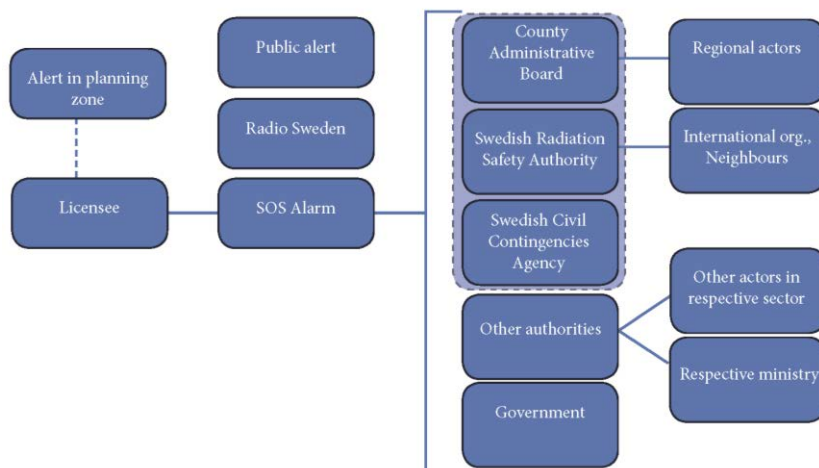 Alert in planning
zone
Licensee
Public alert
Radio Sweden
SOS Alarm
County
Administrative
Board
Swedish Radiation
Safety Authority
Swedish Civil
Contingencies
Agency
Other authorities
Government
Regional actors
International org.,
Neighbours
Other actors in
respective sector
Respective ministry